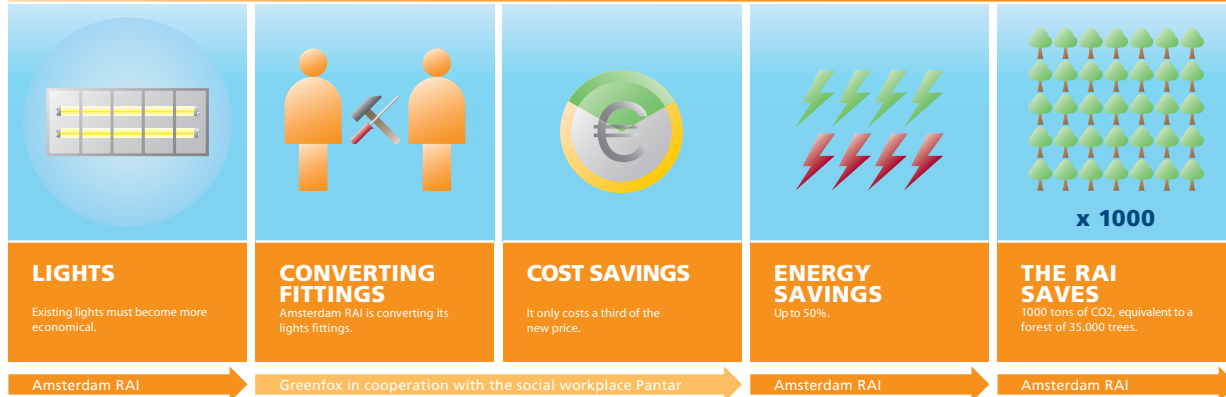 €
x 1000
LIGHTS
Existing lights must become more
economical.
CONVERTING
FITTINGS
Amsterdam RAI is converting its
lights fittings.
COST SAVINGS
It only costs a third of the
new price.
ENERGY
SAVINGS
Up to 50%.
THE RAI
SAVES
1000 tons of CO2, equivalent to a
forest of 35.000 trees.
Amsterdam RAI
Greenfox in cooperation with the social workplace Pantar
Amsterdam RAI
Amsterdam RAI